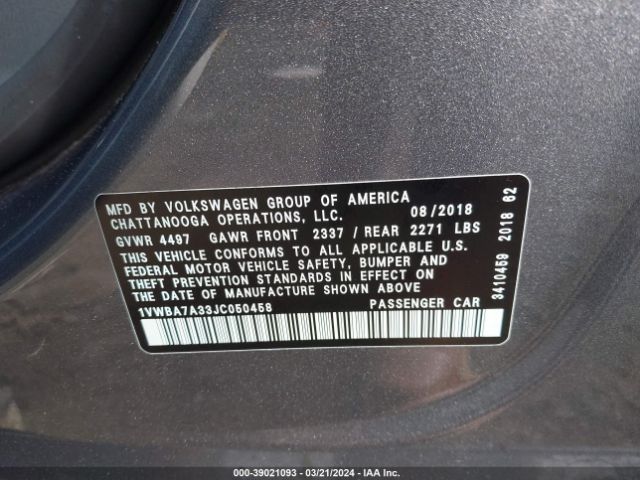 MFD BY VOLKSWAGEN GROUP OF AMERICA
CHATTANOOGA OPERATIONS, LLC. 08/2018
GVWR 4497 GAWR FRONT 2337 / REAR 2271 LBS
THIS VEHICLE CONFORMS TO ALL APPLICABLE U.S.
FEDERAL MOTOR VEHICLE SAFETY, BUMPER AND
THEFT PREVENTION STANDARDS IN EFFECT ON
THE DATE OF MANUFACTURE SHOWN ABOVE
1VWBA7A33JC050458 PASSENGER CAR
3410459 2018 62
000-39021093 — 03/21/2024 — IAA Inc.